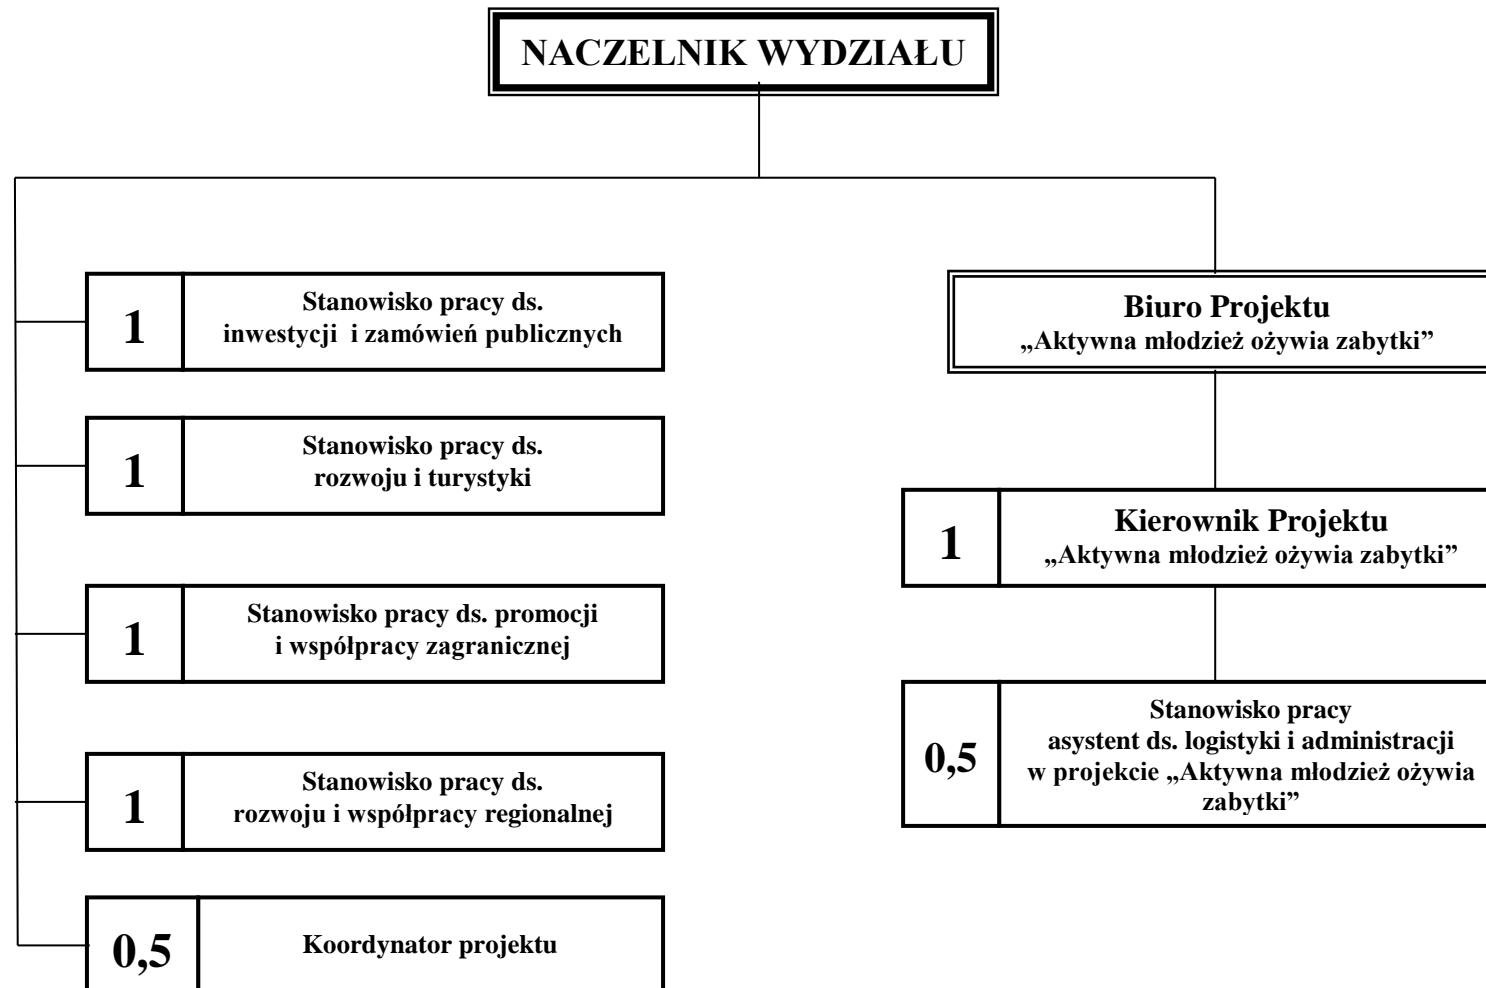 NACZELNIK WYDZIAŁU
1
Stanowisko pracy ds.
inwestycji i zamówień publicznych
1
Stanowisko pracy ds.
rozwoju i turystyki
1
Stanowisko pracy ds. promocji
i współpracy zagranicznej
1
Stanowisko pracy ds.
rozwoju i współpracy regionalnej
0,5
Koordynator projektu
Biuro Projektu
„Aktywna młodzież ożywia zabytki”
1
Kierownik Projektu
„Aktywna młodzież ożywia zabytki”
0,5
Stanowisko pracy
asystent ds. logistyki i administracji
w projekcie „Aktywna młodzież ożywia
zabytki”